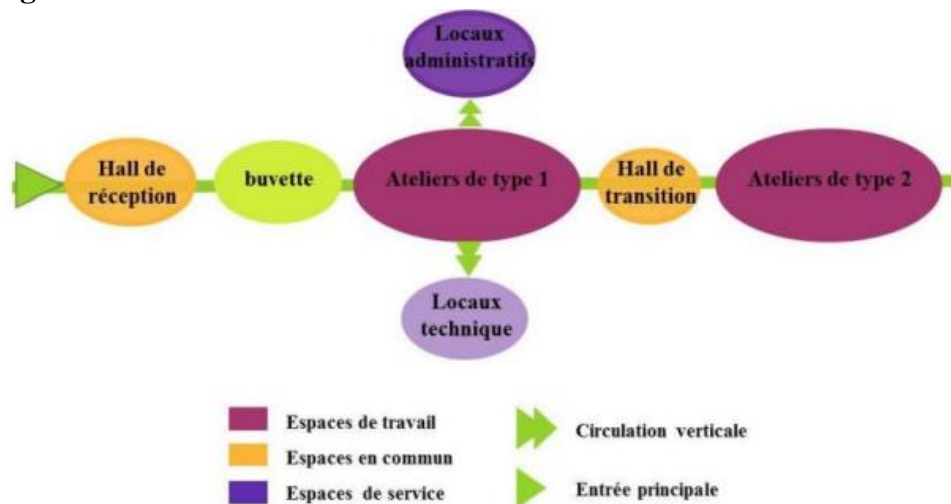 Locaux
administratifs
Hall de
réception
buvette
Ateliers de type 1
Hall de
transition
Ateliers de type 2
Locaux
technique
Espaces de travail
Espaces en commun
Espaces de service
Circulation verticale
Entrée principale